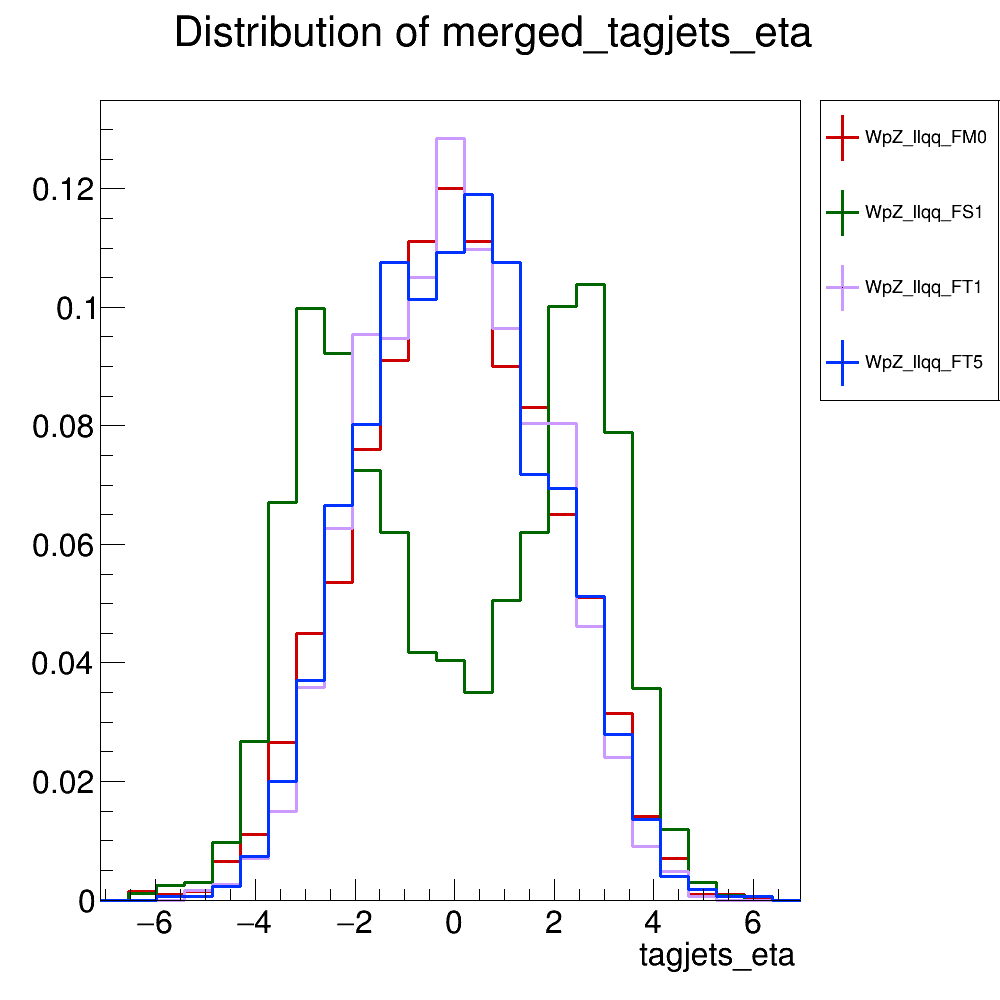 Distribution of merged_tagjets_eta
WpZ_llqq_FM0
WpZ_llqq_FS1
WpZ_llqq_FT1
WpZ_llqq_FT5
0.12
0.1
0.08
0.06
0.04
0.02
0
−6 −4 −2 0 2 4 6
tagjets_eta